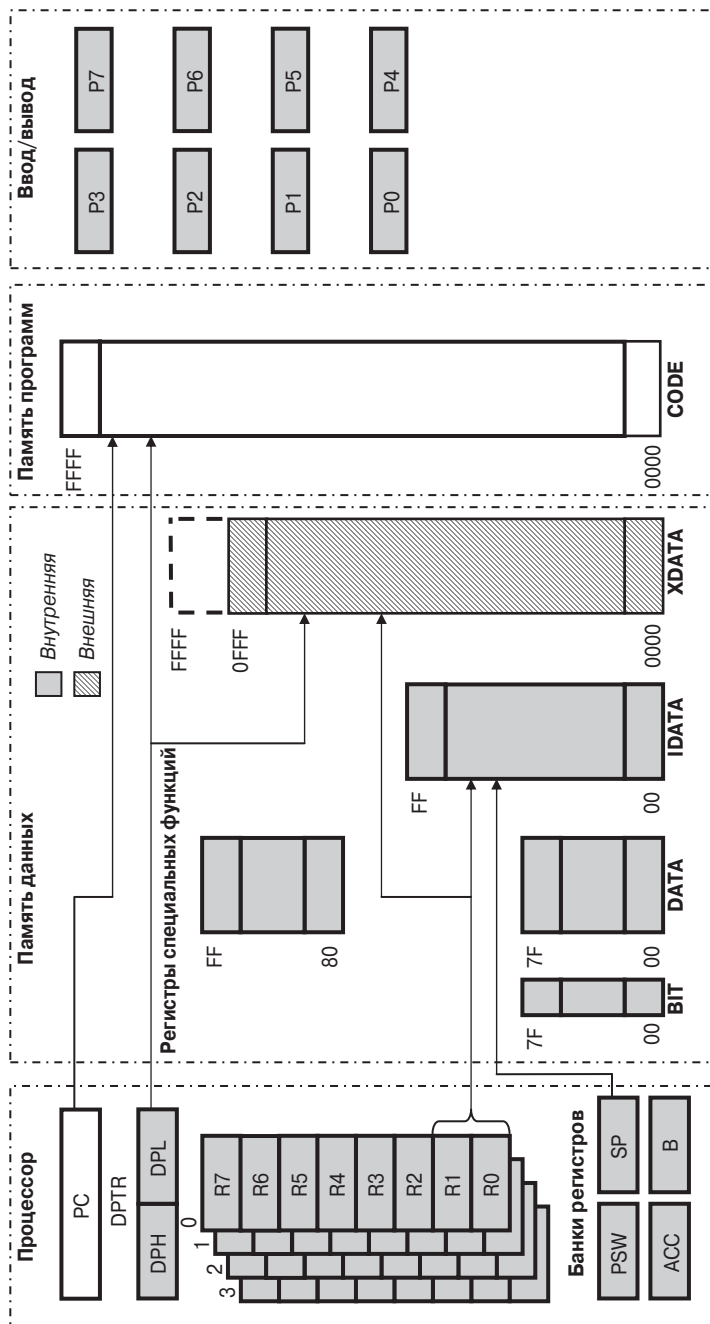 Процессор
PC
DPTR
DPH
DPL
0
1
2
3
R7
R6
R5
R4
R3
R2
R1
R0
Банки регистров
PSW
SP
ACC
B
Память данных
Внутренняя
Внешняя
Регистры специальных функций
FF
80
7F
00
BIT
7F
00
DATA
FF
00
IDATA
FFFF
0FFF
0000
XDATA
Память программ
FFFF
0000
CODE
Ввод/вывод
P3
P7
P2
P6
P1
P5
P0
P4